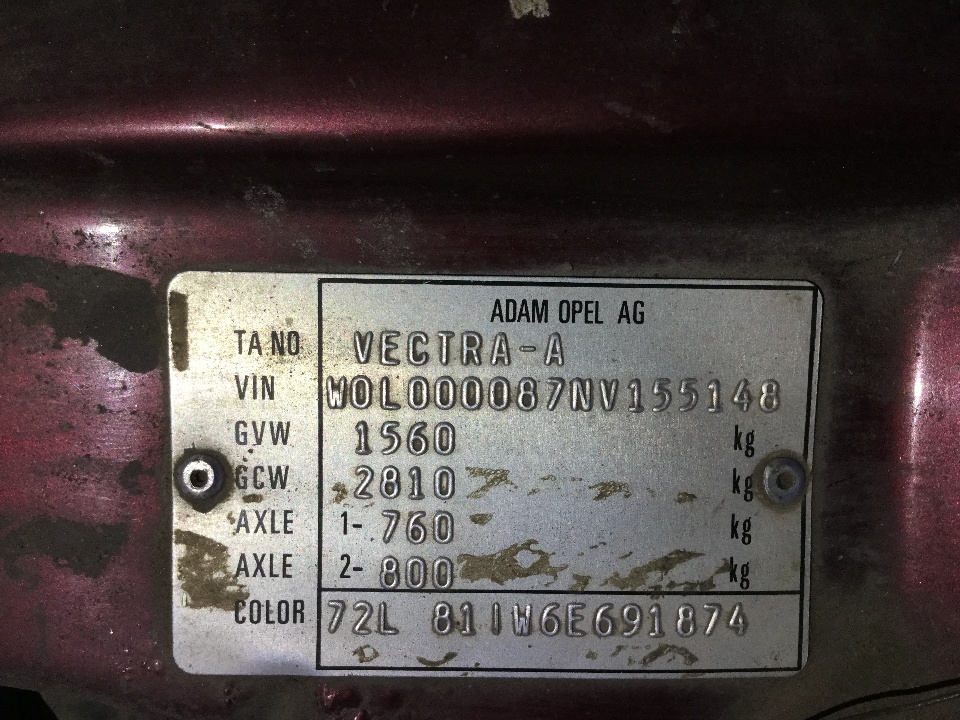 ADAM OPEL AG
TA NO VECTRA-A
VIN W0L000087NV155148
GVW 1560 kg
GCW 2810 kg
AXLE 1- 760 kg
AXLE 2- 800 kg
COLOR 72L 81IW6E691874